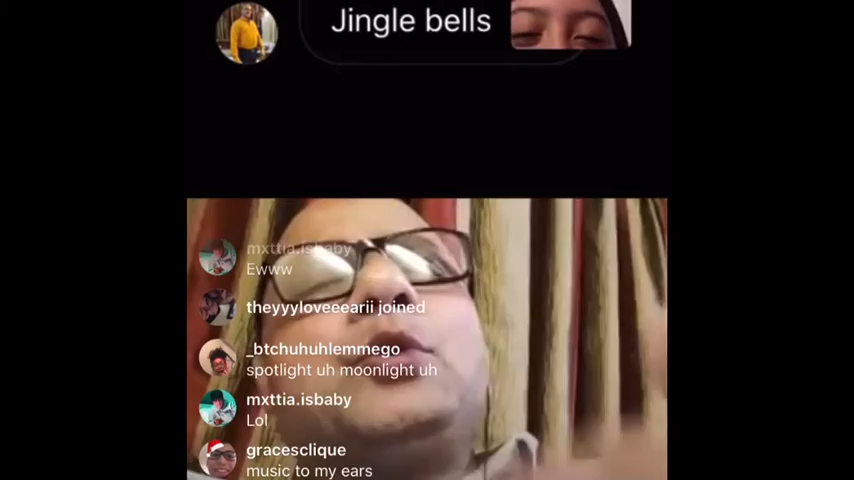 Jingle bells
mxttia.isbaby
Ewww
theyyyloveeearii joined
_btchuhuhlemmego
spotlight uh moonlight uh
mxttia.isbaby
Lol
gracesclique
music to my ears